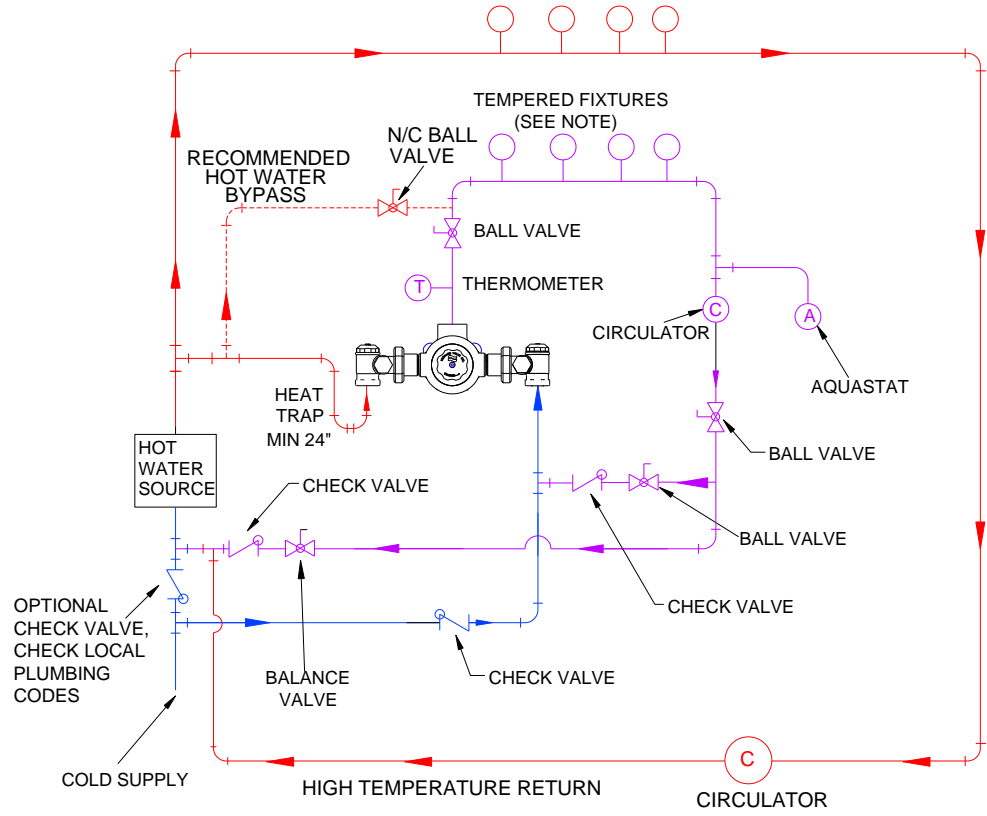 TEMPERED FIXTURES
(SEE NOTE)
N/C BALL
VALVE
RECOMMENDED
HOT WATER
BYPASS
BALL VALVE
T
THERMOMETER
C
CIRCULATOR
A
AQUASTAT
HEAT
TRAP
MIN 24"
HOT
WATER
SOURCE
BALL VALVE
CHECK VALVE
BALL VALVE
CHECK VALVE
OPTIONAL
CHECK VALVE,
CHECK LOCAL
PLUMBING
CODES
BALANCE
VALVE
CHECK VALVE
COLD SUPPLY
HIGH TEMPERATURE RETURN
C
CIRCULATOR